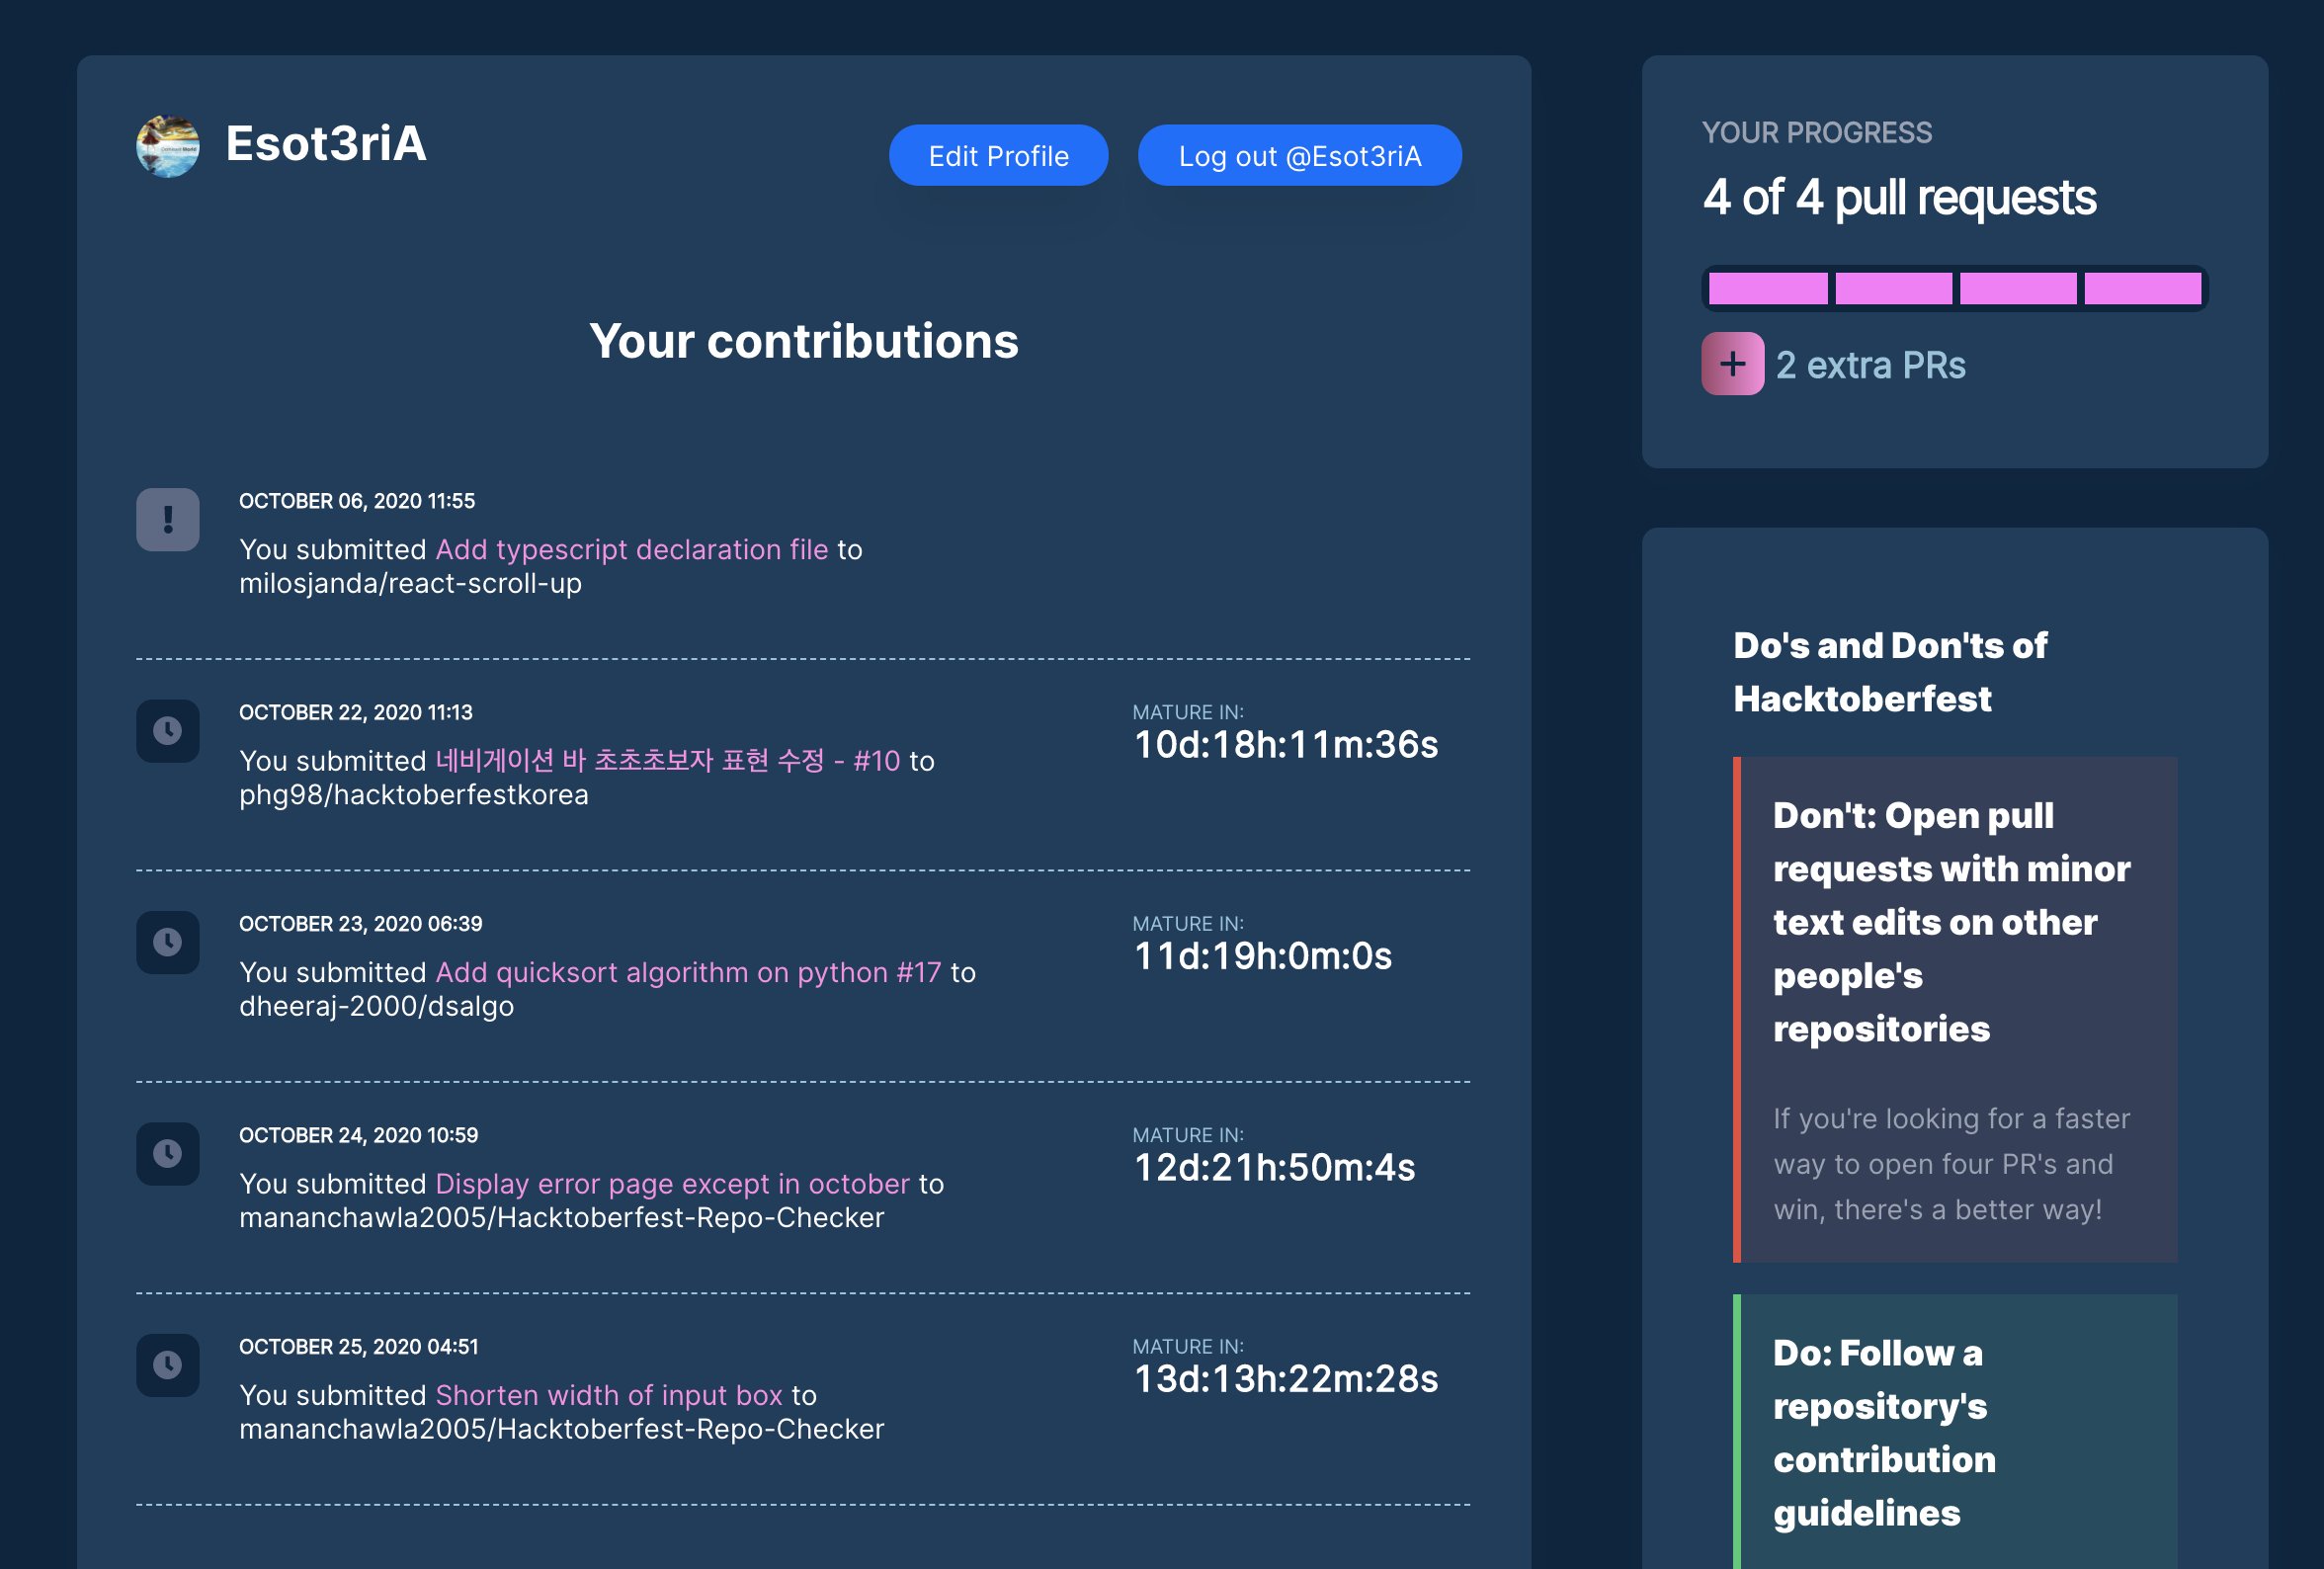 Esot3riA
Edit Profile
Log out @Esot3riA
Your contributions
OCTOBER 06, 2020 11:55
You submitted Add typescript declaration file to
milosjanda/react-scroll-up
OCTOBER 22, 2020 11:13
You submitted 네비게이션 바 초초초보자 표현 수정 - #10 to
phg98/hacktoberfestkorea
MATURE IN:
10d:18h:11m:36s
OCTOBER 23, 2020 06:39
You submitted Add quicksort algorithm on python #17 to
dheeraj-2000/dsalgo
MATURE IN:
11d:19h:0m:0s
OCTOBER 24, 2020 10:59
You submitted Display error page except in october to
mananchawla2005/Hacktoberfest-Repo-Checker
MATURE IN:
12d:21h:50m:4s
OCTOBER 25, 2020 04:51
You submitted Shorten width of input box to
mananchawla2005/Hacktoberfest-Repo-Checker
MATURE IN:
13d:13h:22m:28s
YOUR PROGRESS
4 of 4 pull requests
+ 2 extra PRs
Do's and Don'ts of
Hacktoberfest
Don't: Open pull
requests with minor
text edits on other
people's
repositories
If you're looking for a faster
way to open four PR's and
win, there's a better way!
Do: Follow a
repository's
contribution
guidelines